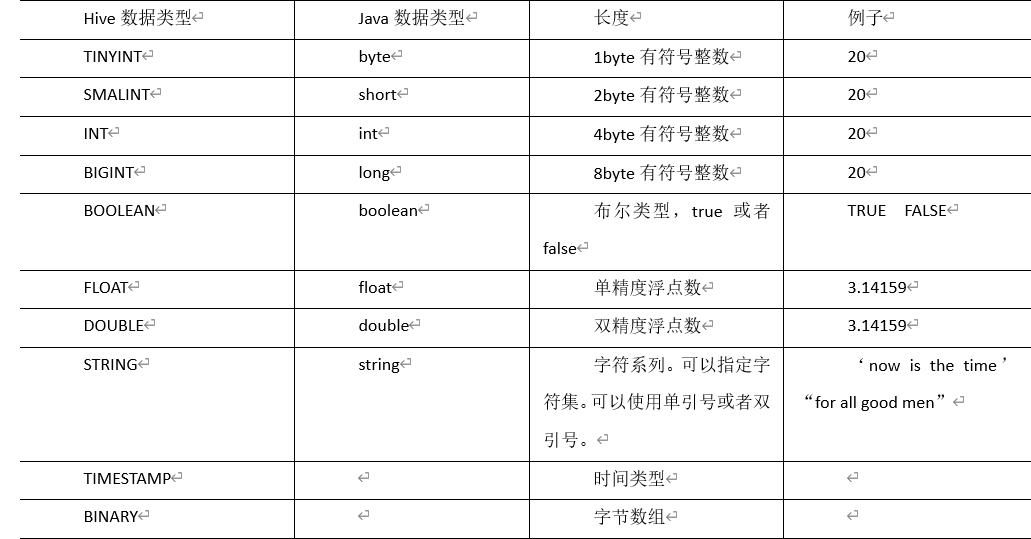 Hive 数据类型 Java 数据类型 长度 例子
TINYINT byte 1byte 有符号整数 20
SMALINT short 2byte 有符号整数 20
INT int 4byte 有符号整数 20
BIGINT long 8byte 有符号整数 20
BOOLEAN boolean 布尔类型，true 或者 TRUE FALSE
false
FLOAT float 单精度浮点数 3.14159
DOUBLE double 双精度浮点数 3.14159
STRING string 字符系列。可以指定字 ‘now is the time’
符集。可以使用单引号或者双 “for all good men”
引号。
TIMESTAMP 时间类型
BINARY 字节数组